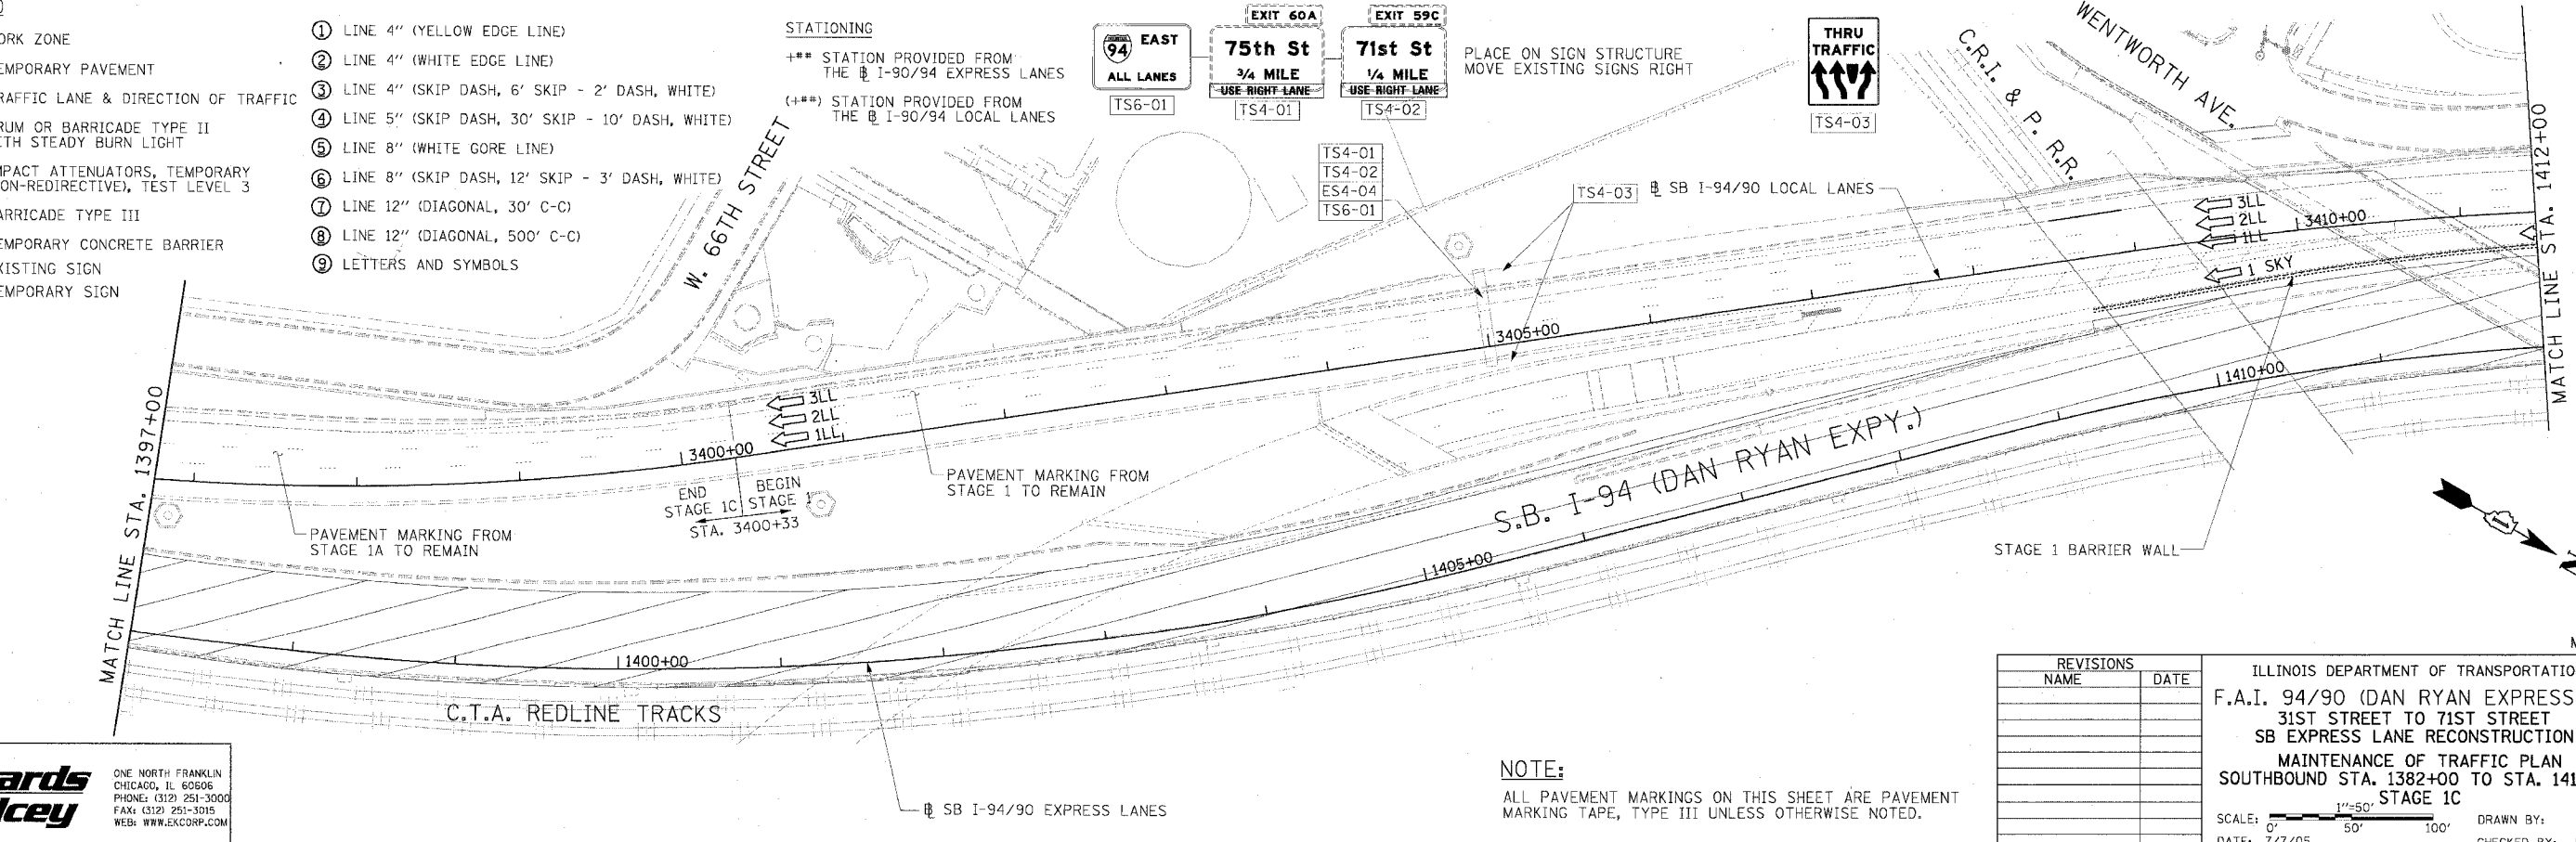 ORK ZONE
EMPORARY PAVEMENT
RAFFIC LANE & DIRECTION OF TRAFFIC
RUM OR BARRICADE TYPE II
ITH STEADY BURN LIGHT
MPACT ATTENUATORS, TEMPORARY
ON-REDIRECTIVE), TEST LEVEL 3
ARRICADE TYPE III
EMPORARY CONCRETE BARRIER
XISTING SIGN
EMPORARY SIGN
① LINE 4" (YELLOW EDGE LINE)
② LINE 4" (WHITE EDGE LINE)
③ LINE 4" (SKIP DASH, 6' SKIP - 2' DASH, WHITE)
④ LINE 5" (SKIP DASH, 30' SKIP - 10' DASH, WHITE)
⑤ LINE 8" (WHITE GORE LINE)
⑥ LINE 8" (SKIP DASH, 12' SKIP - 3' DASH, WHITE)
⑦ LINE 12" (DIAGONAL, 30' C-C)
⑧ LINE 12" (DIAGONAL, 500' C-C)
⑨ LETTERS AND SYMBOLS
STATIONING
+** STATION PROVIDED FROM
THE ℄ I-90/94 EXPRESS LANES
(+**) STATION PROVIDED FROM
THE ℄ I-90/94 LOCAL LANES
94 EAST
ALL LANES
TS6-01
EXIT 60A
75th St
3/4 MILE
USE RIGHT LANE
TS4-01
EXIT 59C
71st St
1/4 MILE
USE RIGHT LANE
TS4-02
PLACE ON SIGN STRUCTURE
MOVE EXISTING SIGNS RIGHT
THRU
TRAFFIC
TS4-03
TS4-01
TS4-02
ES4-04
TS6-01
TS4-03
℄ SB I-94/90 LOCAL LANES
C.R.I. & P. R.R.
WENTWORTH AVE.
W. 66TH STREET
MATCH LINE STA. 1412+00
3LL
2LL
1LL
1 SKY
3410+00
3405+00
1410+00
MATCH LINE STA. 1397+00
3LL
2LL
1LL
3400+00
END
STAGE 1C
BEGIN
STAGE 1
STA. 3400+33
PAVEMENT MARKING FROM
STAGE 1 TO REMAIN
PAVEMENT MARKING FROM
STAGE 1A TO REMAIN
S.B. I-94 (DAN RYAN EXPY.)
1405+00
STAGE 1 BARRIER WALL
1400+00
C.T.A. REDLINE TRACKS
℄ SB I-94/90 EXPRESS LANES
NOTE:
ALL PAVEMENT MARKINGS ON THIS SHEET ARE PAVEMENT
MARKING TAPE, TYPE III UNLESS OTHERWISE NOTED.
ards
lcey
ONE NORTH FRANKLIN
CHICAGO, IL 60606
PHONE: (312) 251-3000
FAX: (312) 251-3015
WEB: WWW.EKCORP.COM
REVISIONS
NAME DATE
ILLINOIS DEPARTMENT OF TRANSPORTATIO
F.A.I. 94/90 (DAN RYAN EXPRESS
31ST STREET TO 71ST STREET
SB EXPRESS LANE RECONSTRUCTION
MAINTENANCE OF TRAFFIC PLAN
SOUTHBOUND STA. 1382+00 TO STA. 141
STAGE 1C
SCALE: 1"=50'
0' 50' 100'
DRAWN BY:
DATE: 7/7/05
CHECKED BY: